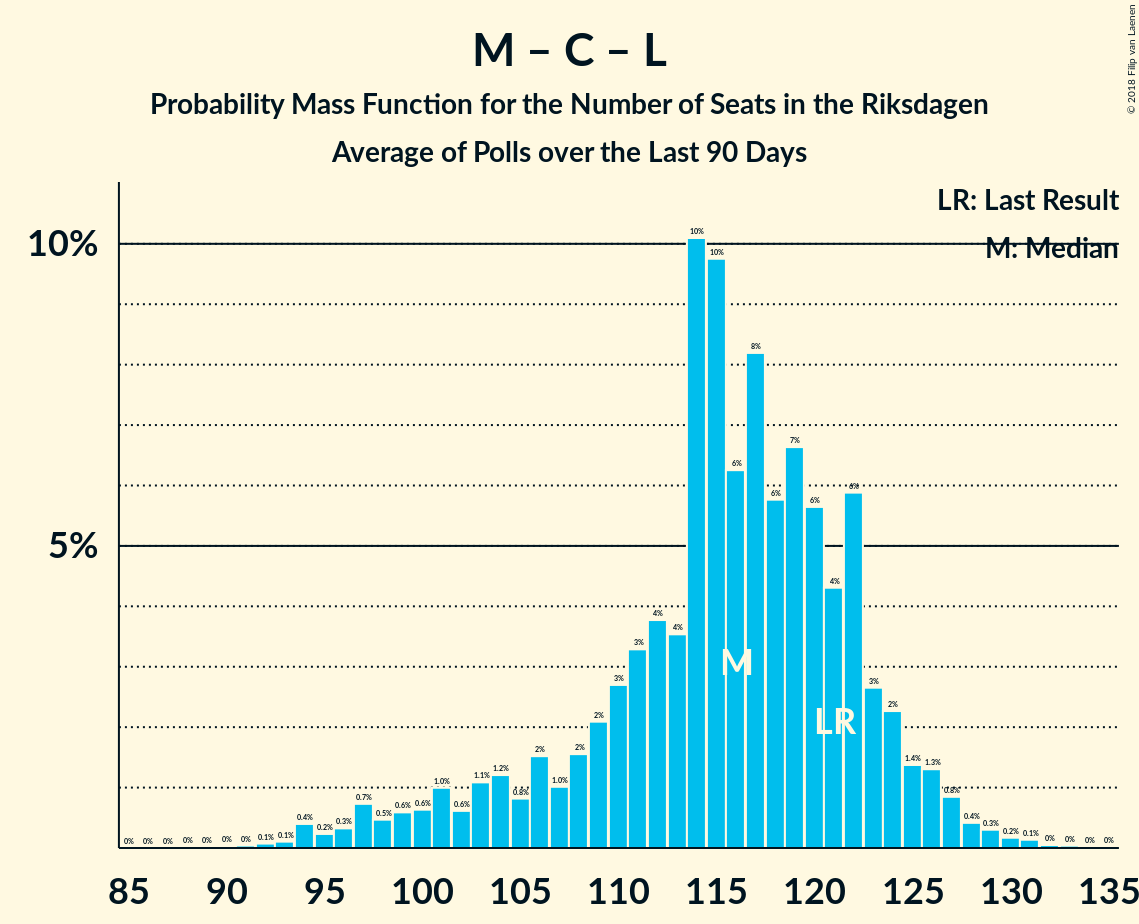 M – C – L
Probability Mass Function for the Number of Seats in the Riksdagen
Average of Polls over the Last 90 Days
© 2018 Filip van Laenen
LR: Last Result
M: Median
10%
5%
0% 0% 0% 0% 0% 0% 0% 0.1% 0.1% 0.4% 0.2% 0.3% 0.7% 0.5% 0.6% 0.6% 1.0% 0.6% 1.1% 1.2% 0.8% 2% 1.0% 2% 2% 3% 3% 4% 4% 10% 10% 6% 8% 6% 7% 6% 4% 6% 3% 2% 1.4% 1.3% 0.8% 0.4% 0.3% 0.2% 0.1% 0% 0% 0% 0%
M
LR
85 90 95 100 105 110 115 120 125 130 135